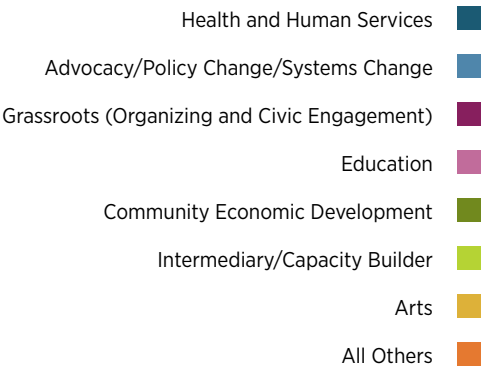 Health and Human Services
Advocacy/Policy Change/Systems Change
Grassroots (Organizing and Civic Engagement)
Education
Community Economic Development
Intermediary/Capacity Builder
Arts
All Others